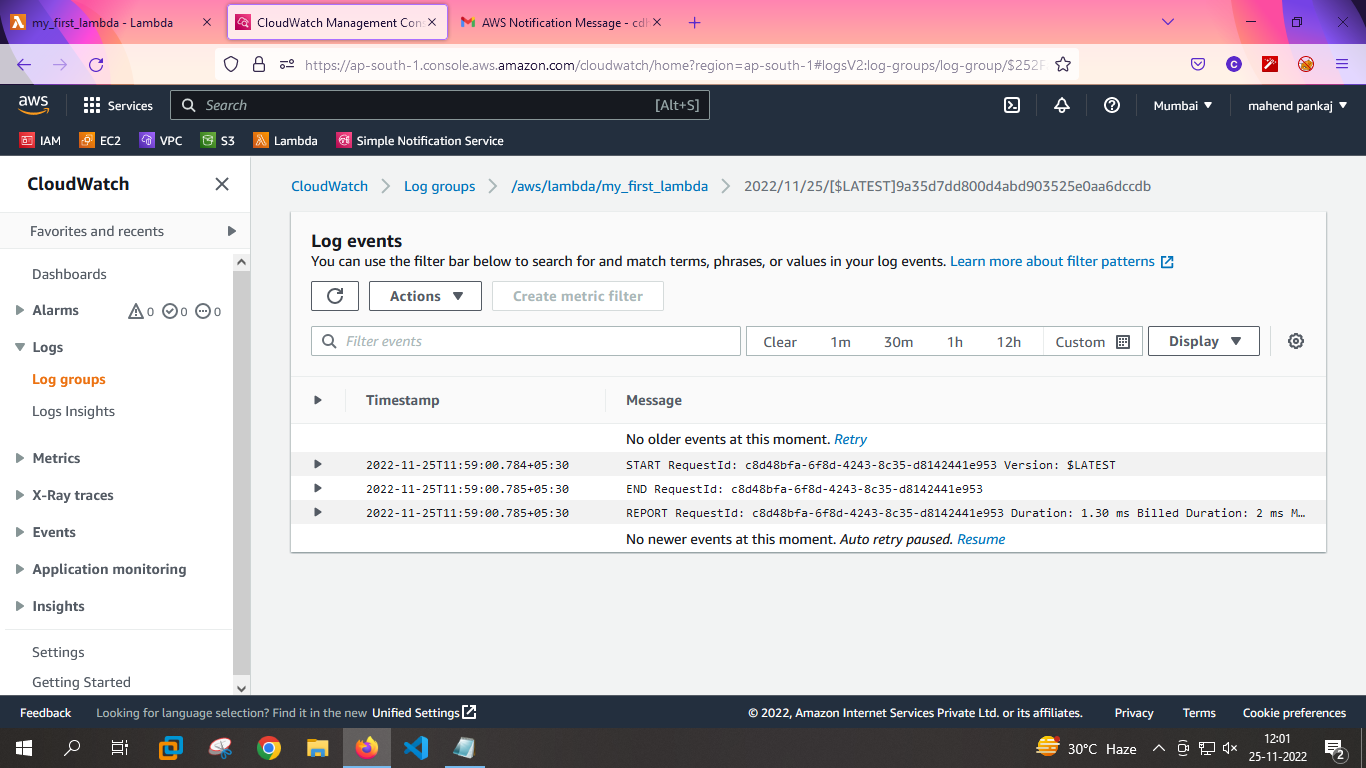 my_first_lambda - Lambda
CloudWatch Management Cons
AWS Notification Message - cdh
https://ap-south-1.console.aws.amazon.com/cloudwatch/home?region=ap-south-1#logsV2:log-groups/log-group/$252F
C
aws
Services
Search
[Alt+S]
Mumbai
mahend pankaj
IAM
EC2
VPC
S3
Lambda
Simple Notification Service
CloudWatch
Favorites and recents
Dashboards
Alarms 0 0 0
Logs
Log groups
Logs Insights
Metrics
X-Ray traces
Events
Application monitoring
Insights
Settings
Getting Started
CloudWatch Log groups /aws/lambda/my_first_lambda 2022/11/25/[$LATEST]9a35d7dd800d4abd903525e0aa6dccdb
Log events
You can use the filter bar below to search for and match terms, phrases, or values in your log events. Learn more about filter patterns
Actions
Create metric filter
Filter events
Clear 1m 30m 1h 12h Custom
Display
Timestamp Message
No older events at this moment. Retry
2022-11-25T11:59:00.784+05:30 START RequestId: c8d48bfa-6f8d-4243-8c35-d8142441e953 Version: $LATEST
2022-11-25T11:59:00.785+05:30 END RequestId: c8d48bfa-6f8d-4243-8c35-d8142441e953
2022-11-25T11:59:00.785+05:30 REPORT RequestId: c8d48bfa-6f8d-4243-8c35-d8142441e953 Duration: 1.30 ms Billed Duration: 2 ms M…
No newer events at this moment. Auto retry paused. Resume
Feedback
Looking for language selection? Find it in the new Unified Settings
© 2022, Amazon Internet Services Private Ltd. or its affiliates.
Privacy
Terms
Cookie preferences
30°C Haze
12:01
25-11-2022
2